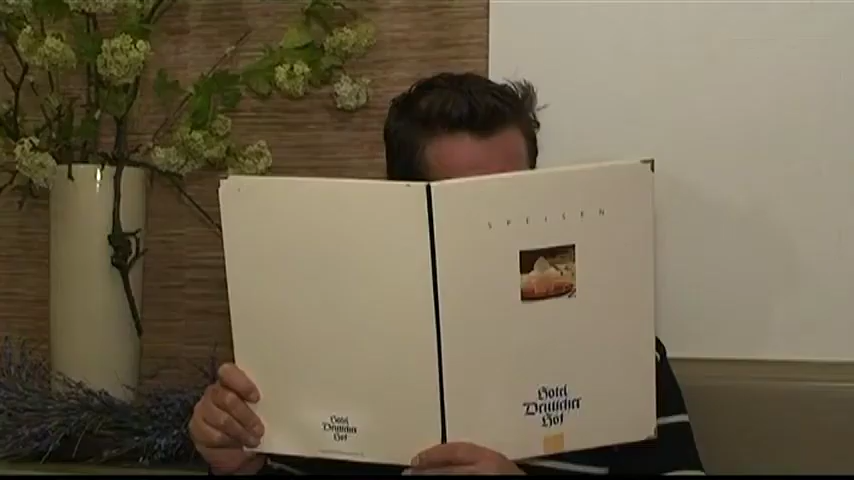 SPEISEN
Hotel
Deutscher
Hof
Hotel
Deutscher
Hof